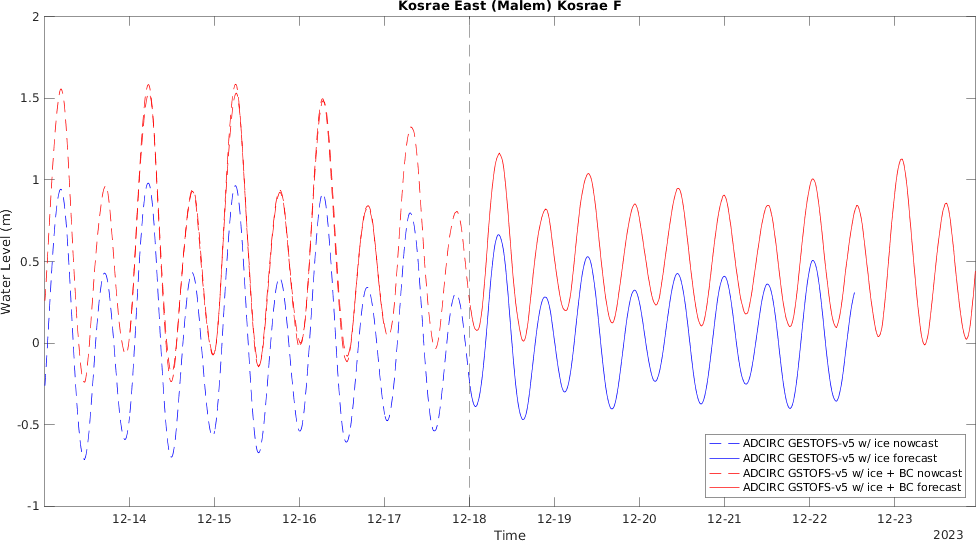 Kosrae East (Malem) Kosrae F
2
1.5
1
0.5
0
-0.5
-1
Water Level (m)
12-14
12-15
12-16
12-17
12-18
12-19
12-20
12-21
12-22
12-23
Time
2023
ADCIRC GESTOFS-v5 w/ ice nowcast
ADCIRC GESTOFS-v5 w/ ice forecast
ADCIRC GSTOFS-v5 w/ ice + BC nowcast
ADCIRC GSTOFS-v5 w/ ice + BC forecast